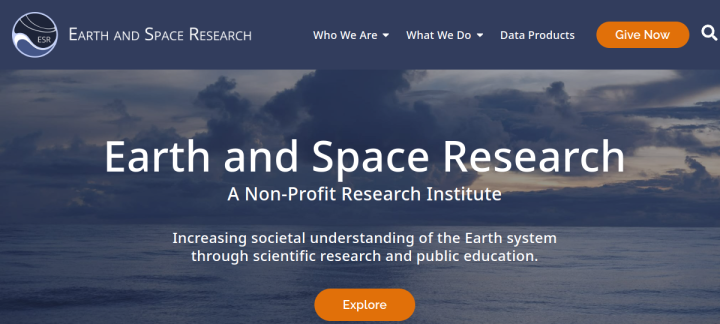 ESR
EARTH AND SPACE RESEARCH
Who We Are
What We Do
Data Products
Give Now
Earth and Space Research
A Non-Profit Research Institute
Increasing societal understanding of the Earth system
through scientific research and public education.
Explore